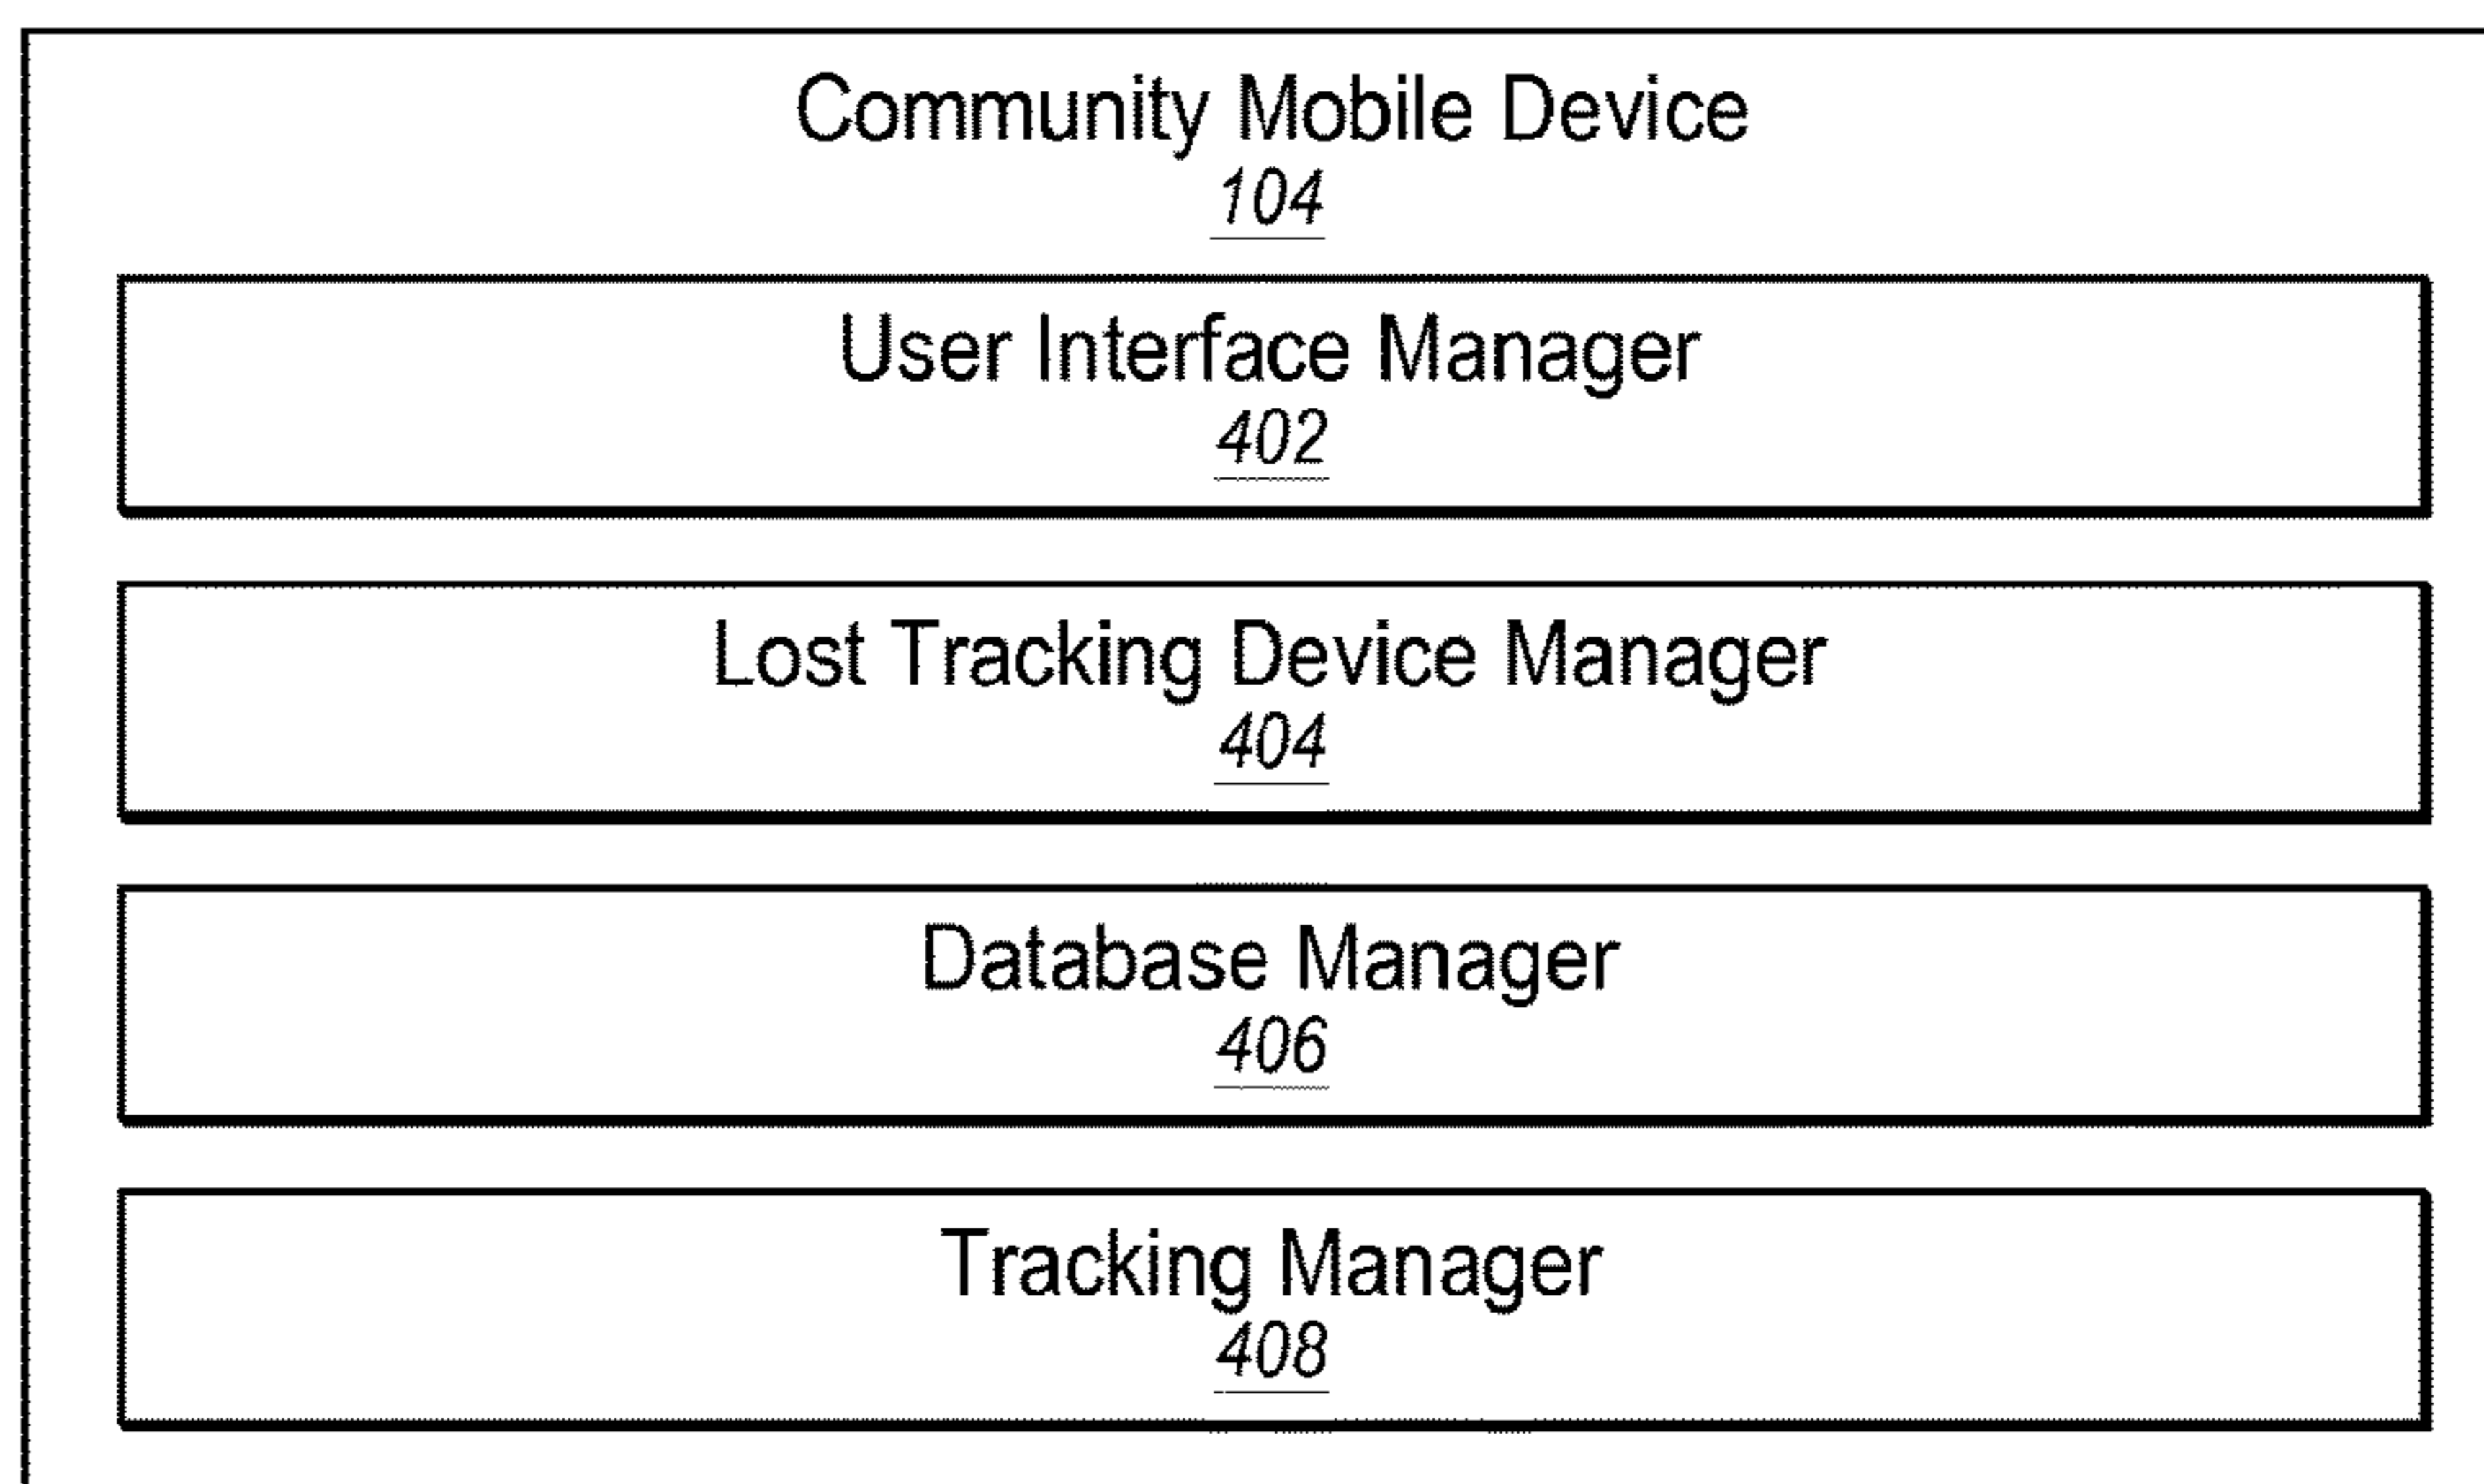 Community Mobile Device
104
User Interface Manager
402
Lost Tracking Device Manager
404
Database Manager
406
Tracking Manager
408